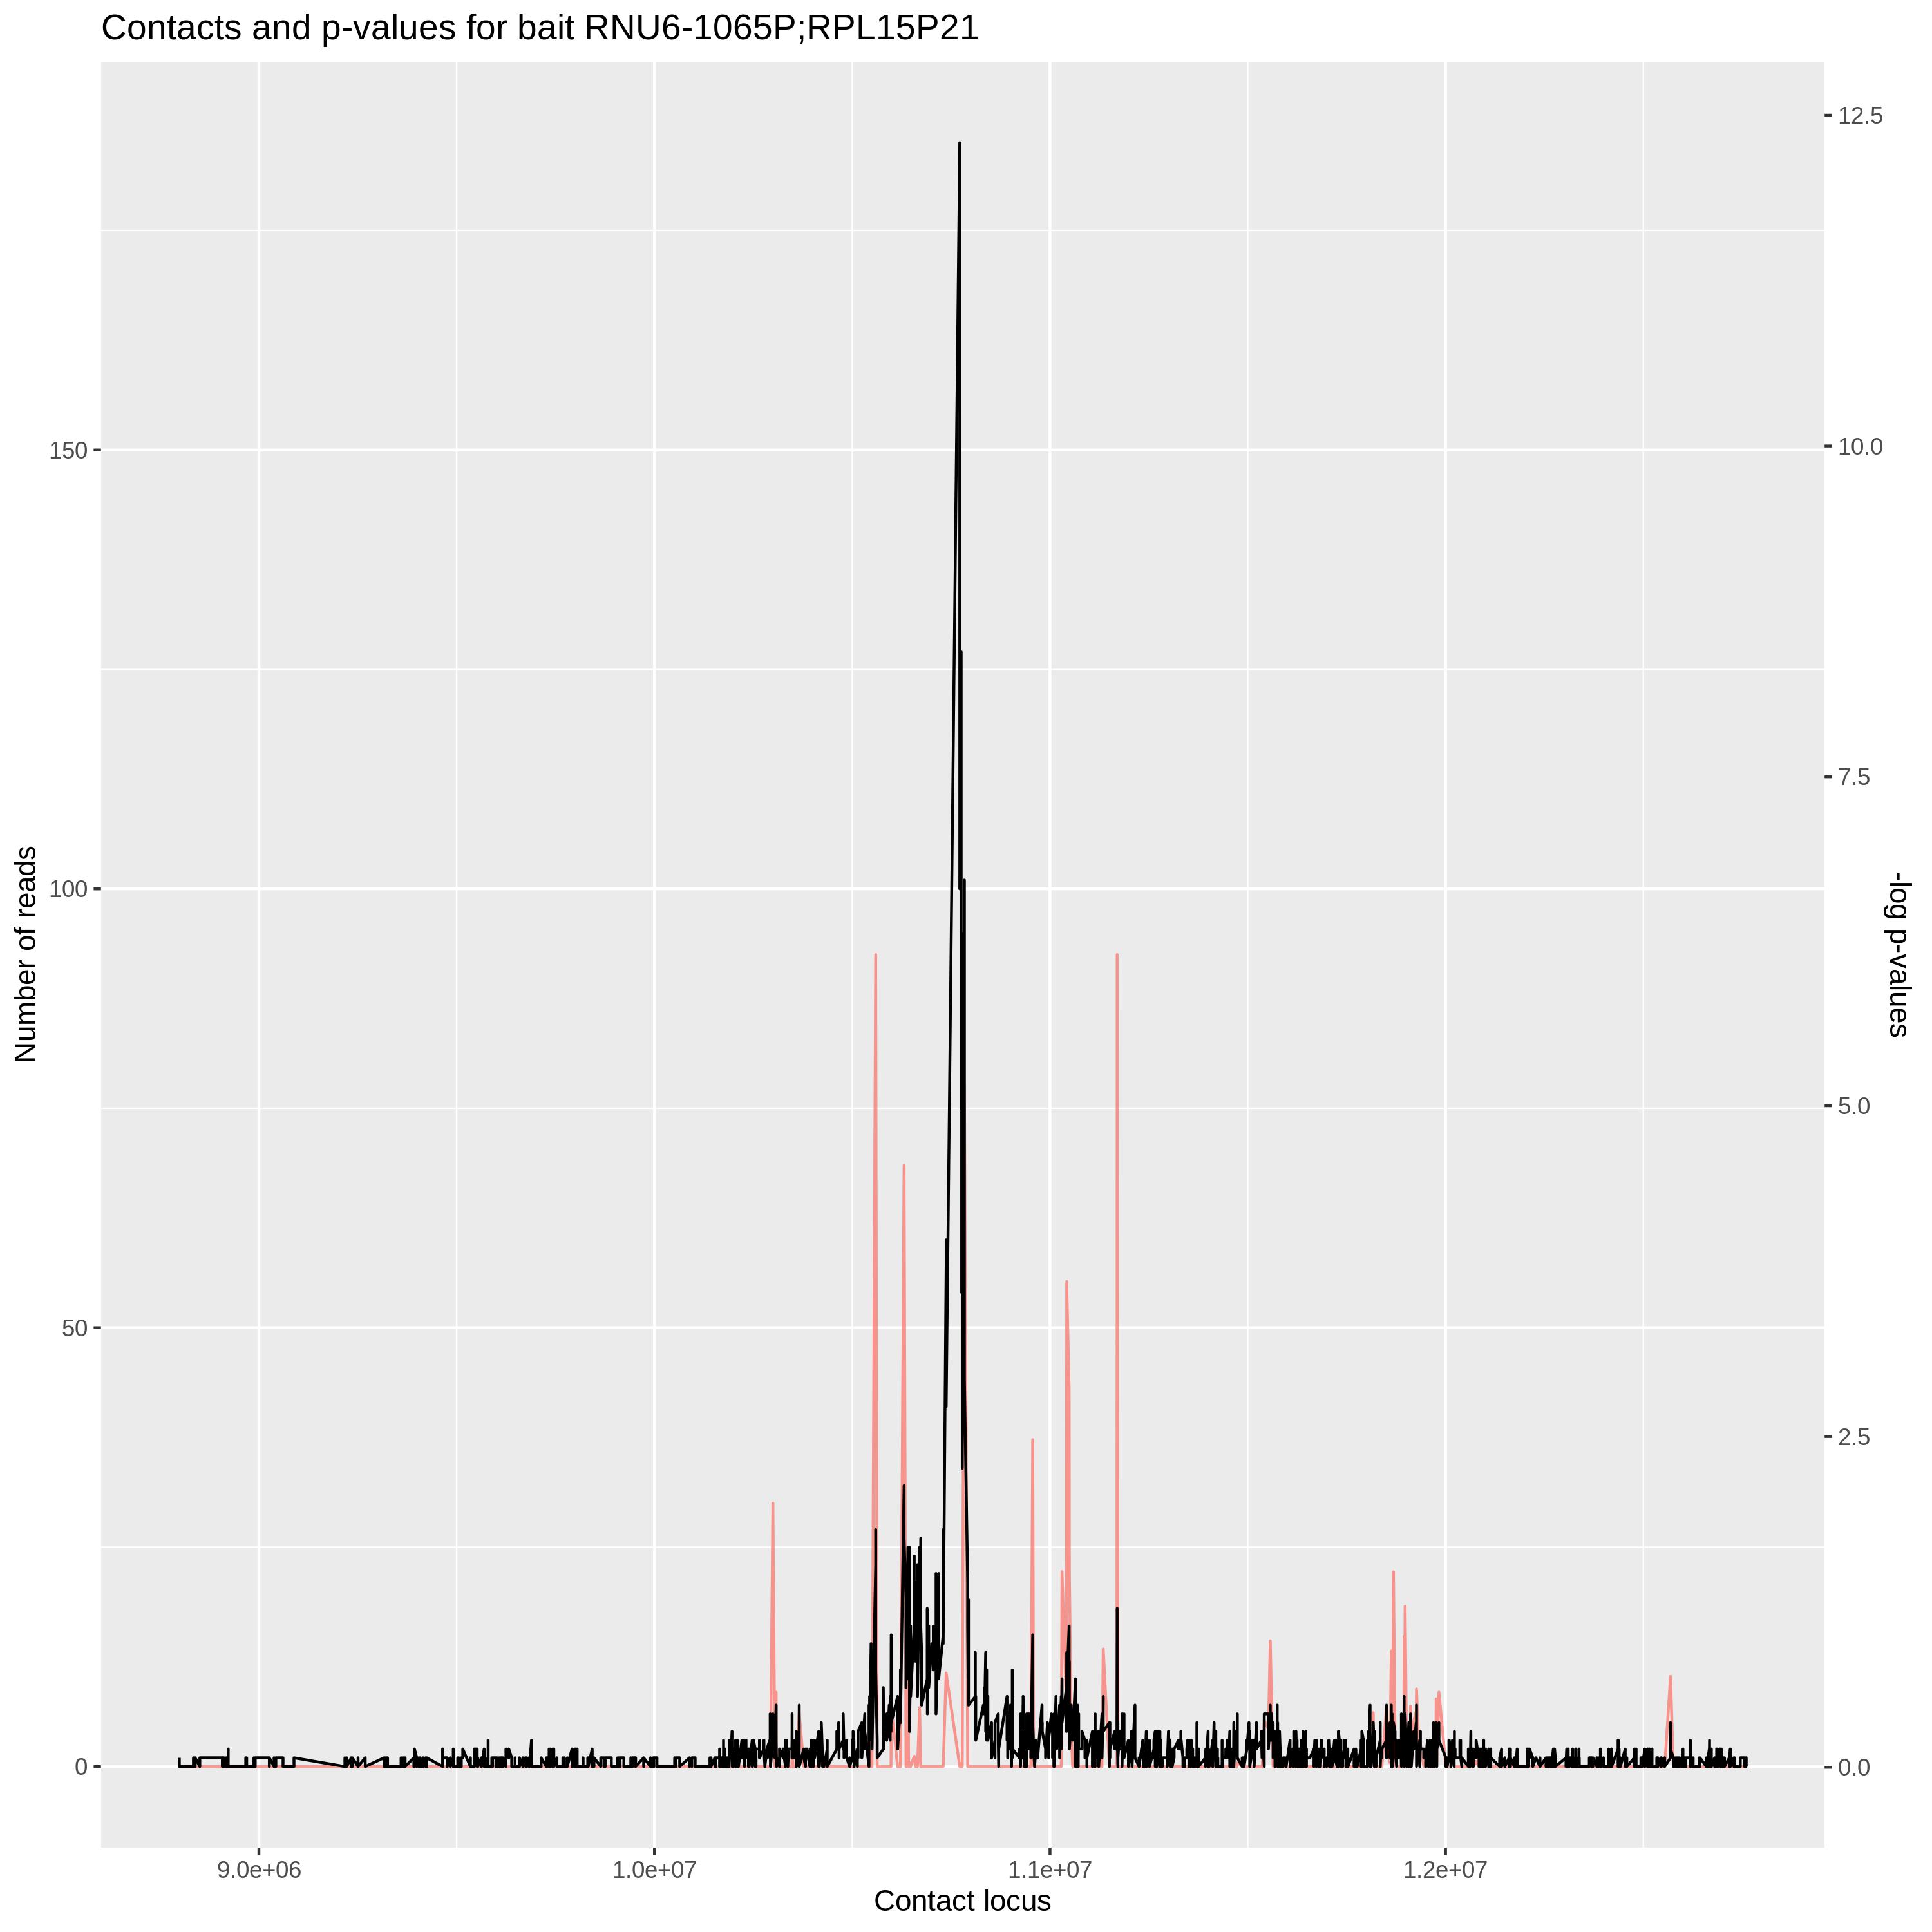 Contacts and p-values for bait RNU6-1065P;RPL15P21
12.5
150
10.0
7.5
100
Number of reads
-log p-values
5.0
50
2.5
0
0.0
9.0e+06
1.0e+07
1.1e+07
1.2e+07
Contact locus